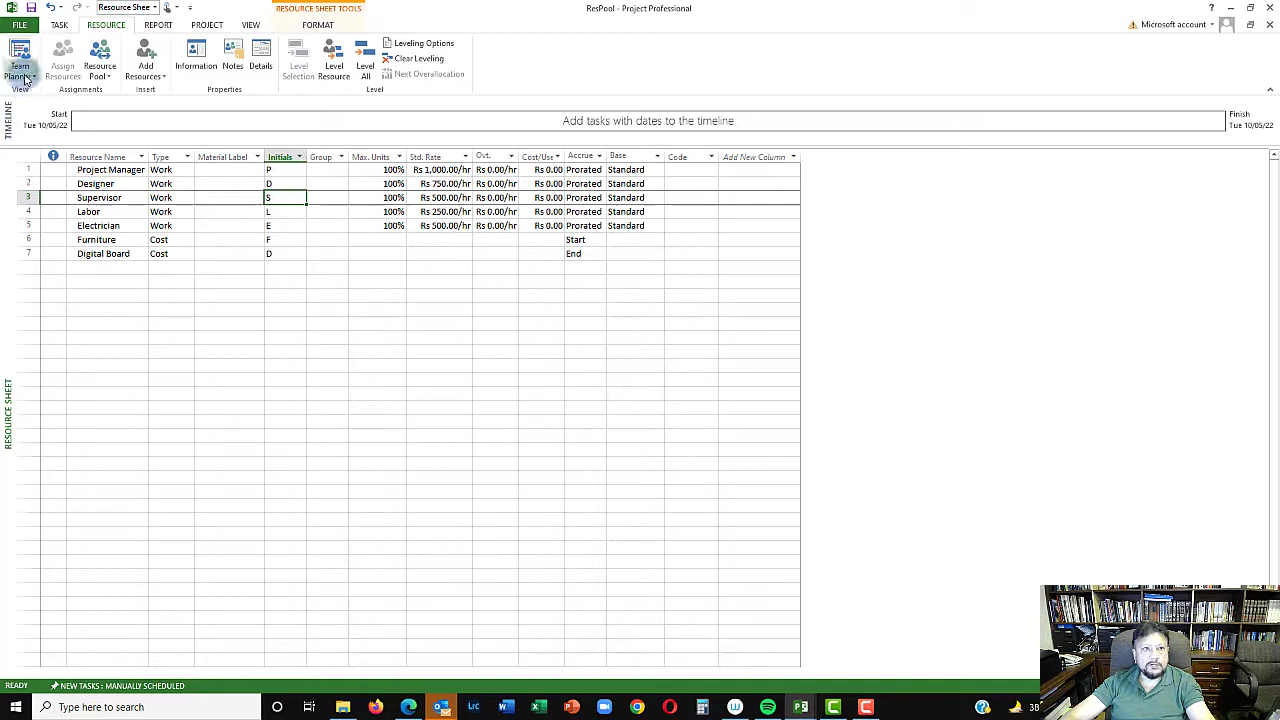 Resource Shee
RESOURCE SHEET TOOLS
ResPool - Project Professional
FILE TASK RESOURCE REPORT PROJECT VIEW FORMAT
Microsoft account
Team Planner
Assign Resources
Resource Pool
Add Resources
Information
Notes
Details
Level Selection
Level Resource
Level All
Leveling Options
Clear Leveling
Next Overallocation
View
Assignments
Insert
Properties
Level
TIMELINE
Start
Tue 10/05/22
Add tasks with dates to the timeline
Finish
Tue 10/05/22
Resource Name Type Material Label Initials Group Max. Units Std. Rate Ovt. Cost/Use Accrue Base Code Add New Column
1 Project Manager Work P 100% Rs 1,000.00/hr Rs 0.00/hr Rs 0.00 Prorated Standard
2 Designer Work D 100% Rs 750.00/hr Rs 0.00/hr Rs 0.00 Prorated Standard
3 Supervisor Work S 100% Rs 500.00/hr Rs 0.00/hr Rs 0.00 Prorated Standard
4 Labor Work L 100% Rs 250.00/hr Rs 0.00/hr Rs 0.00 Prorated Standard
5 Electrician Work E 100% Rs 500.00/hr Rs 0.00/hr Rs 0.00 Prorated Standard
6 Furniture Cost F Start
7 Digital Board Cost D End
RESOURCE SHEET
READY NEW TASKS : MANUALLY SCHEDULED
Type here to search
LC
38